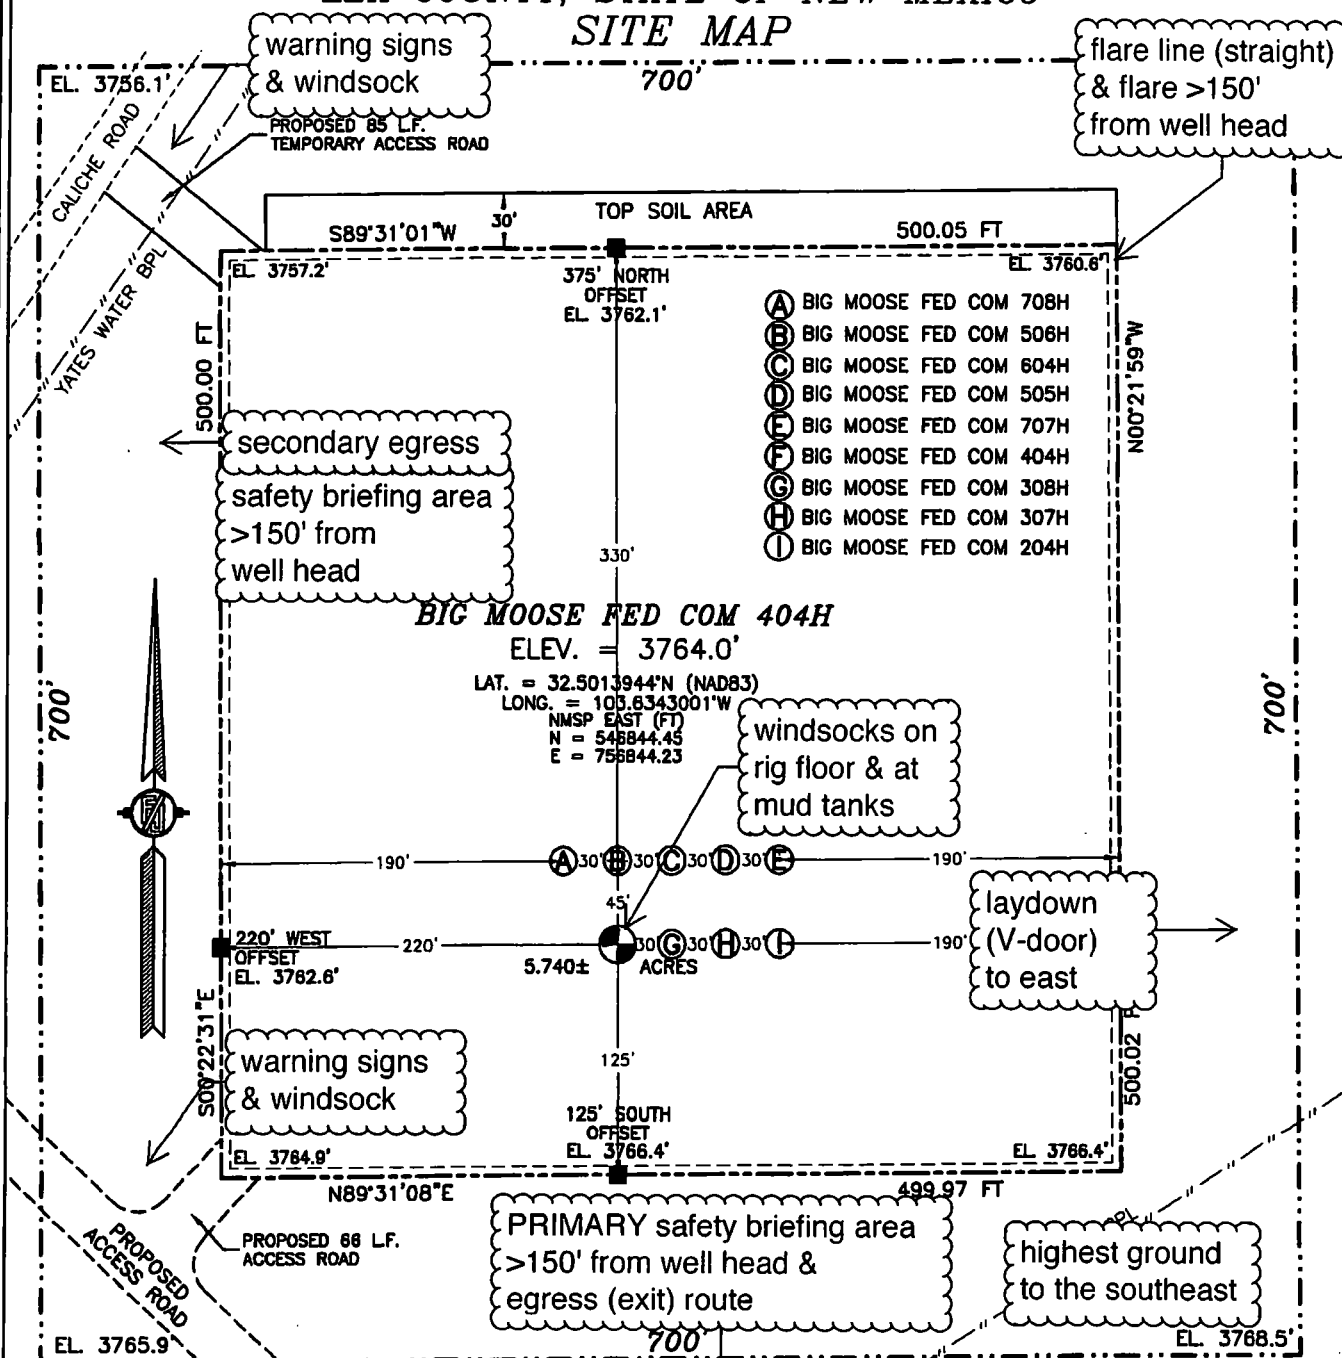 SITE MAP
warning signs
& windsock
700'
flare line (straight)
& flare >150'
from well head
EL. 3756.1'
CALICHE ROAD
PROPOSED 85 L.F.
TEMPORARY ACCESS ROAD
YATES WATER BPL
TOP SOIL AREA
30'
S89°31'01"W
500.05 FT
EL. 3757.2'
375' NORTH
OFFSET
EL. 3762.1'
EL. 3760.6'
A BIG MOOSE FED COM 708H
B BIG MOOSE FED COM 506H
C BIG MOOSE FED COM 604H
D BIG MOOSE FED COM 505H
E BIG MOOSE FED COM 707H
F BIG MOOSE FED COM 404H
G BIG MOOSE FED COM 308H
H BIG MOOSE FED COM 307H
I BIG MOOSE FED COM 204H
500.00 FT
N00°21'59"W
secondary egress
safety briefing area
>150' from
well head
330'
BIG MOOSE FED COM 404H
ELEV. = 3764.0'
LAT. = 32.5013944°N (NAD83)
LONG. = 103.6343001°W
NMSP EAST (FT)
N = 546844.45
E = 756844.23
700'
700'
windsocks on
rig floor & at
mud tanks
190' A 30' B 30' C 30' D 30' E 190'
45'
220' WEST
OFFSET
EL. 3762.6'
220' 30' G 30' H 30' I 190'
5.740± ACRES
laydown
(V-door)
to east
S00°22'31"E
warning signs
& windsock
125'
500.02 F
125' SOUTH
OFFSET
EL. 3766.4'
EL. 3764.9'
EL. 3766.4'
N89°31'08"E
499.97 FT
PROPOSED
ACCESS ROAD
PROPOSED 66 L.F.
ACCESS ROAD
PRIMARY safety briefing area
>150' from well head &
egress (exit) route
BPL
highest ground
to the southeast
EL. 3765.9'
700'
EL. 3768.5'